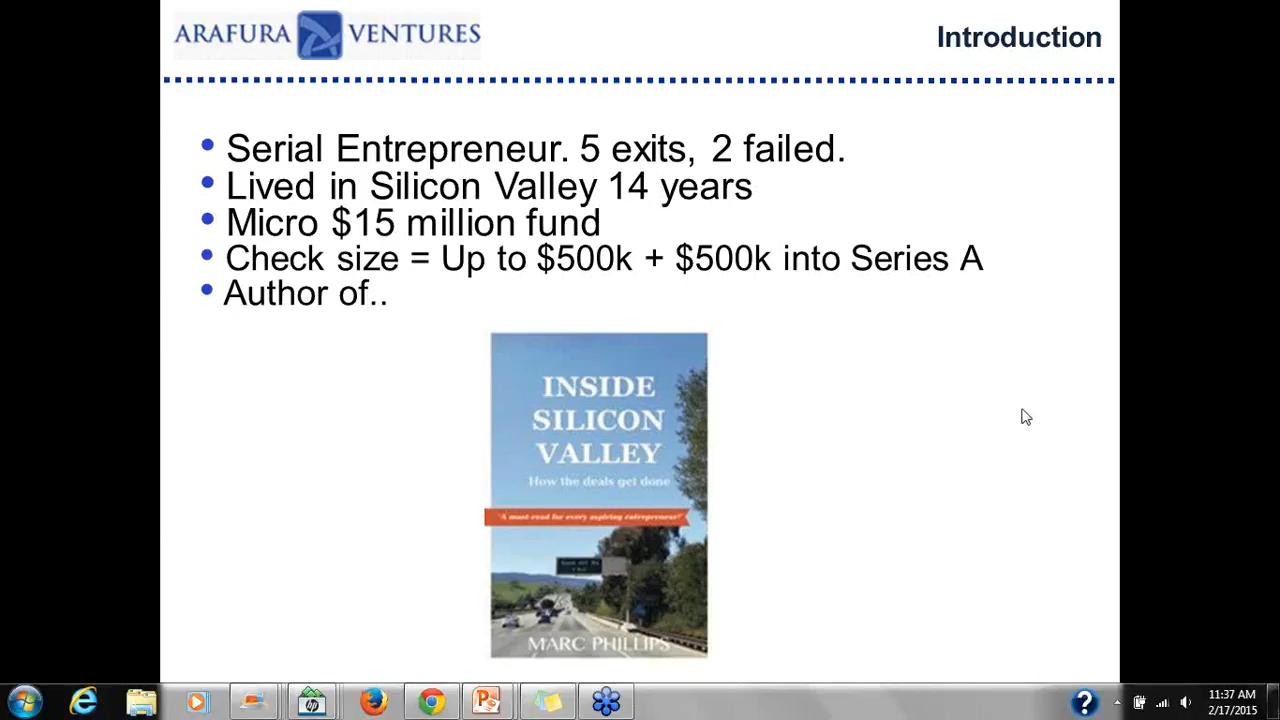 ARAFURA VENTURES
Introduction
Serial Entrepreneur. 5 exits, 2 failed.
Lived in Silicon Valley 14 years
Micro $15 million fund
Check size = Up to $500k + $500k into Series A
Author of..
INSIDE
SILICON
VALLEY
How the deals get done
"A must-read for every aspiring entrepreneur!"
MARC PHILLIPS
hp
11:37 AM
2/17/2015